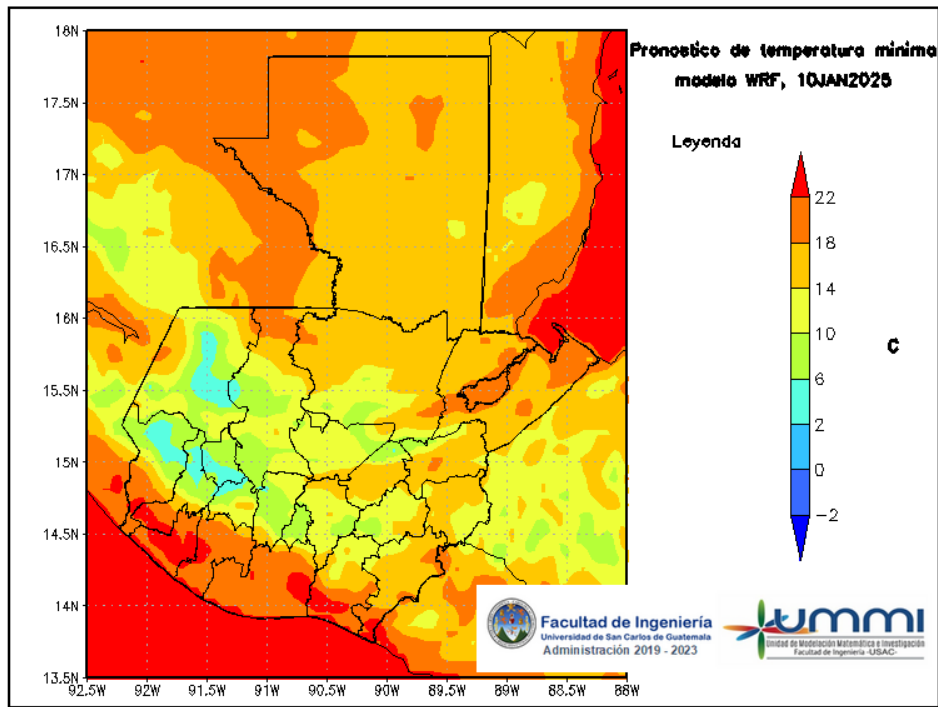 Pronostico de temperatura minima
modelo WRF, 10JAN2025
Leyenda
22
18
14
10
6
2
0
−2
C
18N
17.5N
17N
16.5N
16N
15.5N
15N
14.5N
14N
13.5N
92.5W
92W
91.5W
91W
90.5W
90W
89.5W
89W
88.5W
88W
Facultad de Ingeniería
Universidad de San Carlos de Guatemala
Administración 2019 - 2023
UMMI
Unidad de Modelación Matemática e Investigación
Facultad de Ingeniería -USAC-